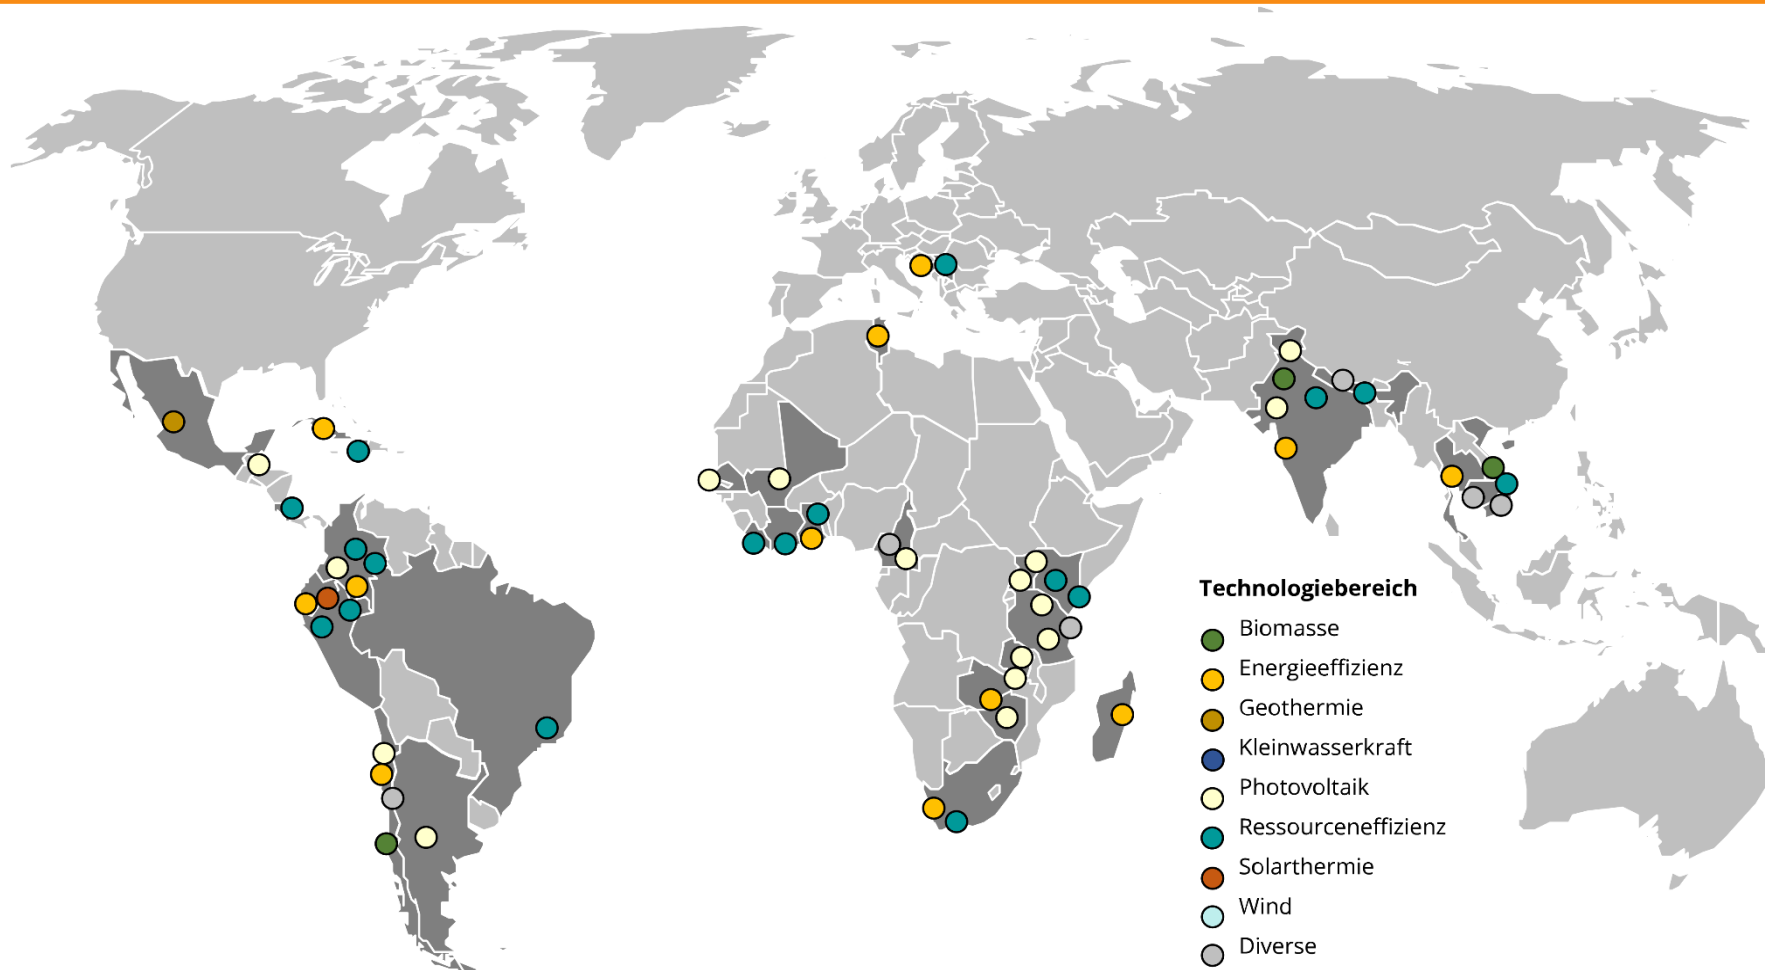 Technologiebereich
Biomasse
Energieeffizienz
Geothermie
Kleinwasserkraft
Photovoltaik
Ressourceneffizienz
Solarthermie
Wind
Diverse